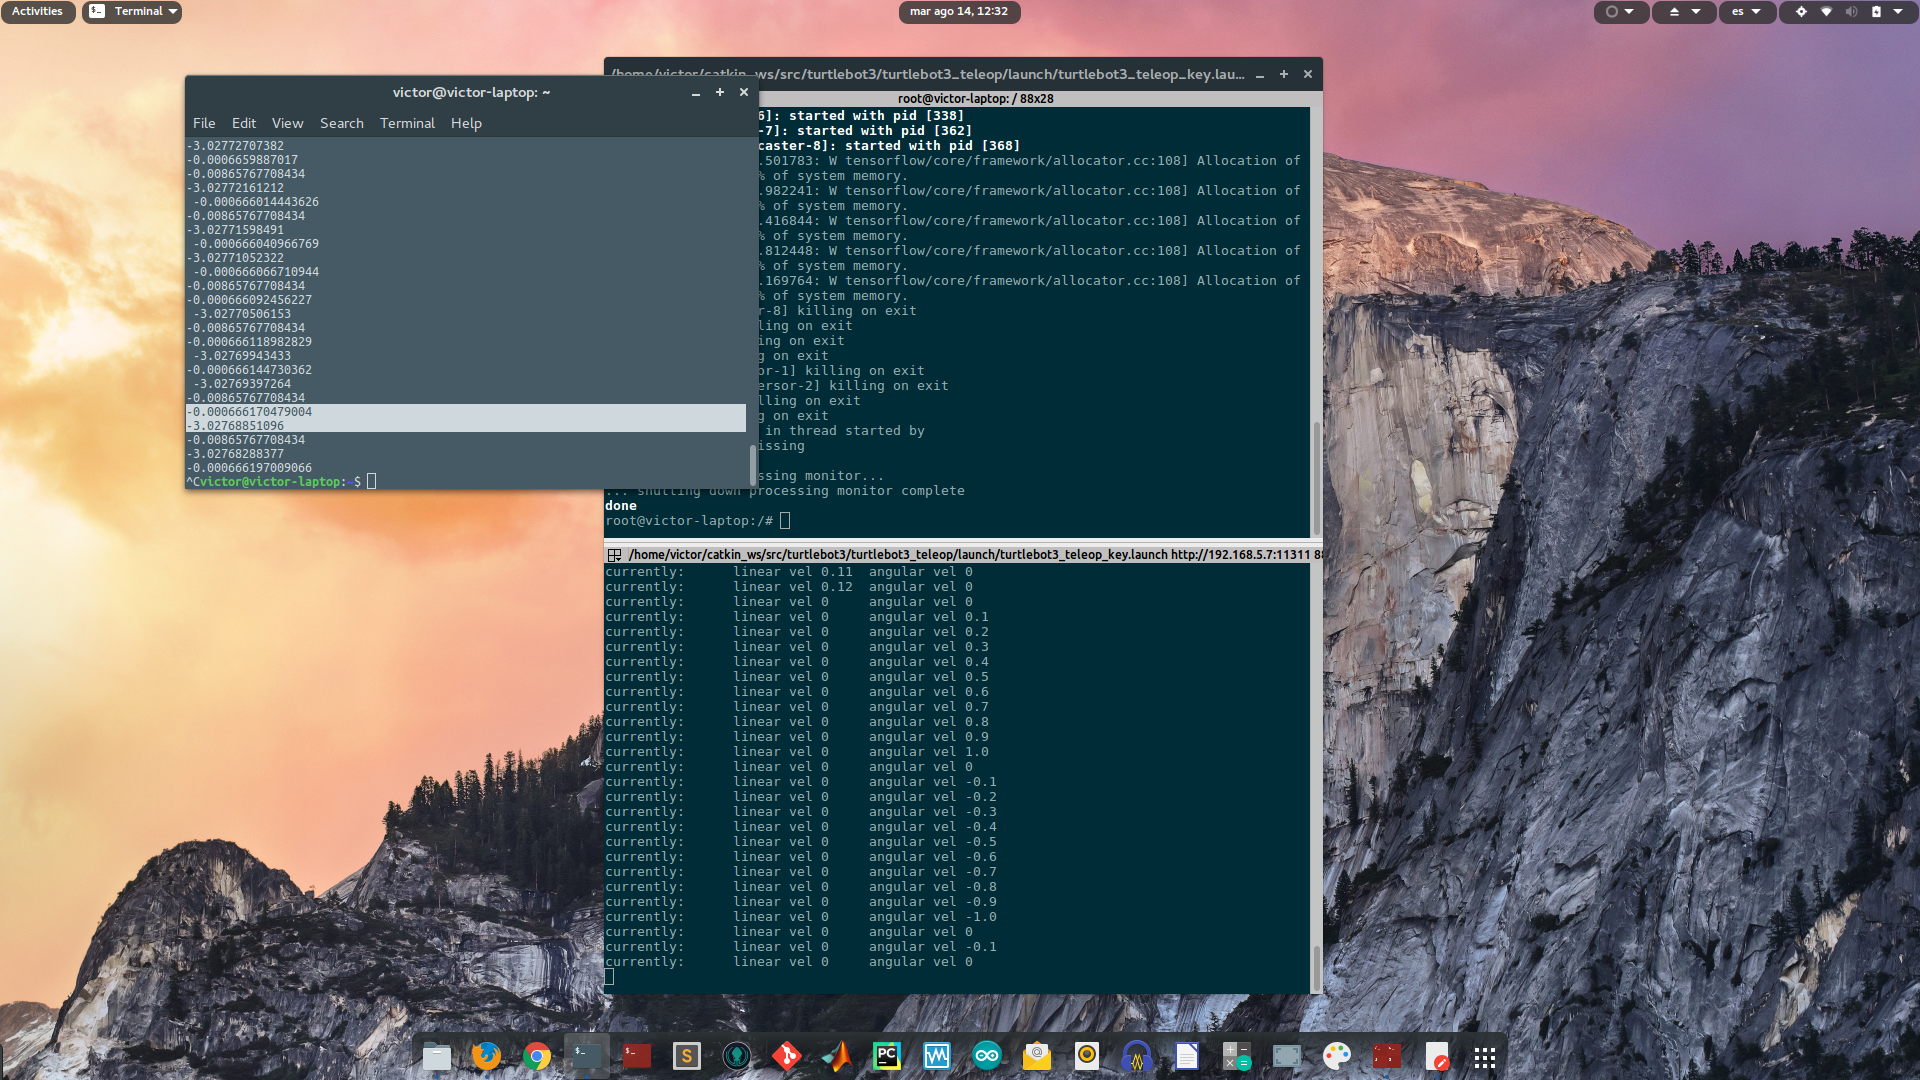 Activities
Terminal
mar ago 14, 12:32
es
victor@victor-laptop: ~
File Edit View Search Terminal Help
-3.02772707382
-0.0006659887017
-0.00865767708434
-3.02772161212
-0.000666014443626
-0.00865767708434
-3.02771598491
-0.000666040966769
-3.02771052322
-0.000666066710944
-0.00865767708434
-0.000666092456227
-3.02770506153
-0.00865767708434
-0.000666118982829
-3.02769943433
-0.000666144730362
-3.02769397264
-0.00865767708434
-0.000666170479004
-3.02768851096
-0.00865767708434
-3.02768288377
-0.000666197009066
^Cvictor@victor-laptop:~$
/home/victor/catkin_ws/src/turtlebot3/turtlebot3_teleop/launch/turtlebot3_teleop_key.lau...
root@victor-laptop: / 88x28
6]: started with pid [338]
-7]: started with pid [362]
caster-8]: started with pid [368]
.501783: W tensorflow/core/framework/allocator.cc:108] Allocation of
% of system memory.
.982241: W tensorflow/core/framework/allocator.cc:108] Allocation of
% of system memory.
.416844: W tensorflow/core/framework/allocator.cc:108] Allocation of
% of system memory.
.812448: W tensorflow/core/framework/allocator.cc:108] Allocation of
% of system memory.
.169764: W tensorflow/core/framework/allocator.cc:108] Allocation of
% of system memory.
r-8] killing on exit
ling on exit
ing on exit
g on exit
or-1] killing on exit
ersor-2] killing on exit
lling on exit
g on exit
in thread started by
issing
ssing monitor...
... shutting down processing monitor complete
done
root@victor-laptop:/#
/home/victor/catkin_ws/src/turtlebot3/turtlebot3_teleop/launch/turtlebot3_teleop_key.launch http://192.168.5.7:11311 88
currently: linear vel 0.11 angular vel 0
currently: linear vel 0.12 angular vel 0
currently: linear vel 0 angular vel 0
currently: linear vel 0 angular vel 0.1
currently: linear vel 0 angular vel 0.2
currently: linear vel 0 angular vel 0.3
currently: linear vel 0 angular vel 0.4
currently: linear vel 0 angular vel 0.5
currently: linear vel 0 angular vel 0.6
currently: linear vel 0 angular vel 0.7
currently: linear vel 0 angular vel 0.8
currently: linear vel 0 angular vel 0.9
currently: linear vel 0 angular vel 1.0
currently: linear vel 0 angular vel 0
currently: linear vel 0 angular vel -0.1
currently: linear vel 0 angular vel -0.2
currently: linear vel 0 angular vel -0.3
currently: linear vel 0 angular vel -0.4
currently: linear vel 0 angular vel -0.5
currently: linear vel 0 angular vel -0.6
currently: linear vel 0 angular vel -0.7
currently: linear vel 0 angular vel -0.8
currently: linear vel 0 angular vel -0.9
currently: linear vel 0 angular vel -1.0
currently: linear vel 0 angular vel 0
currently: linear vel 0 angular vel -0.1
currently: linear vel 0 angular vel 0
S
PC